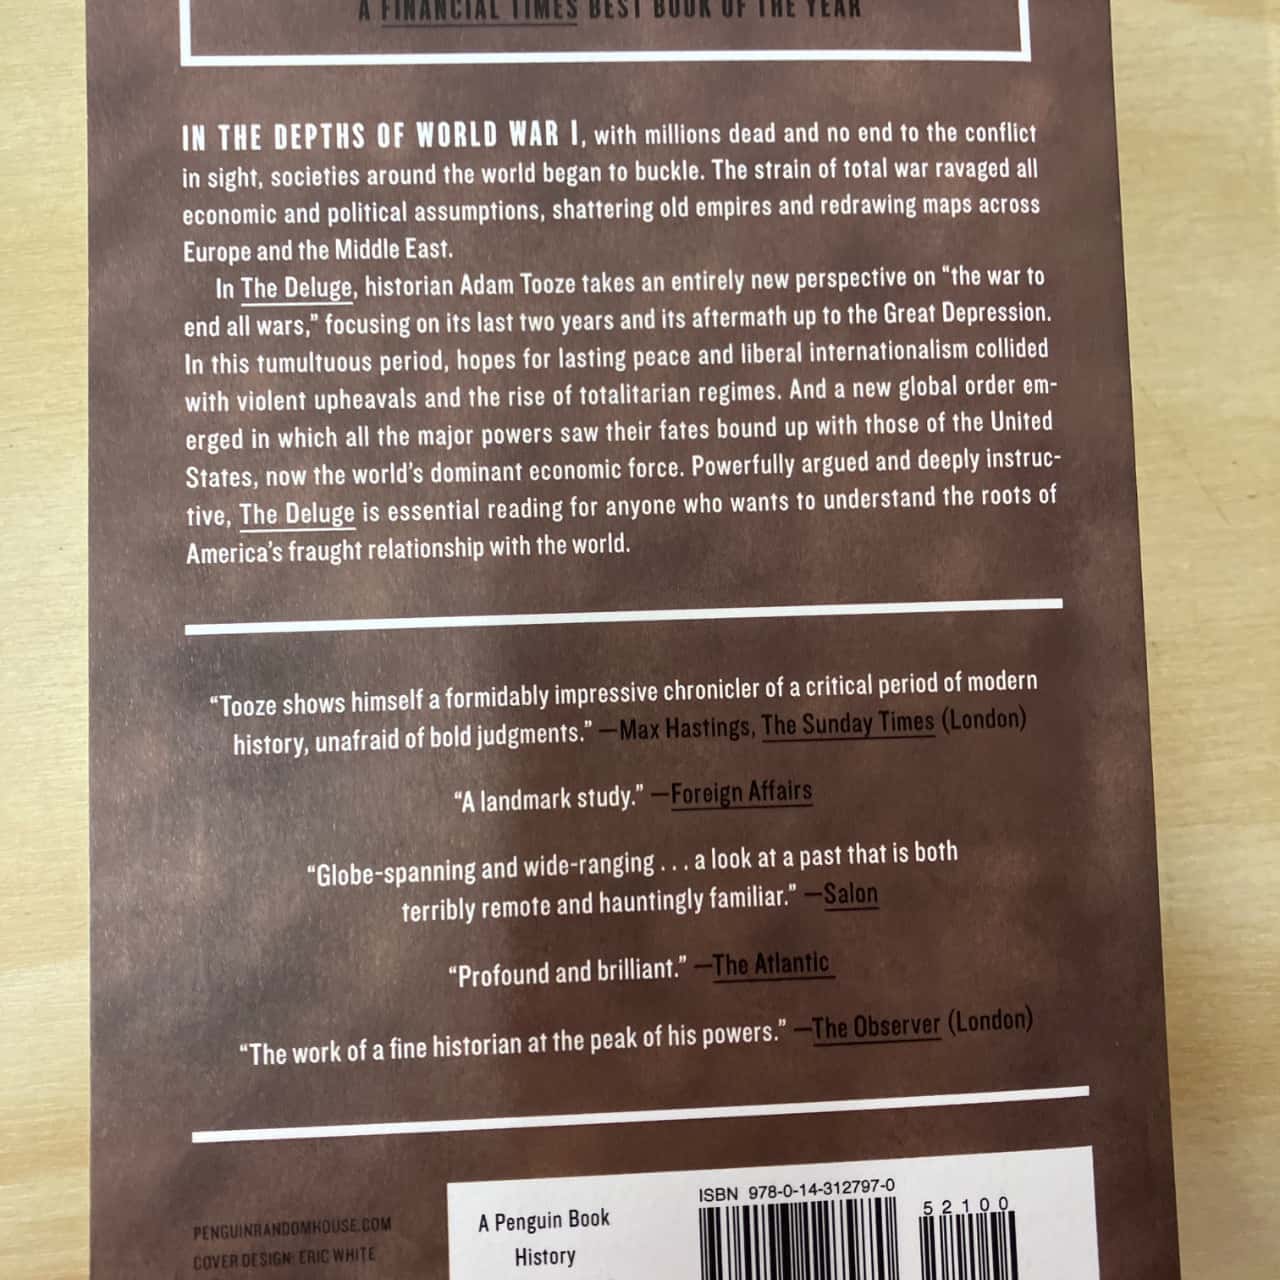 A FINANCIAL TIMES BEST BOOK OF THE YEAR
IN THE DEPTHS OF WORLD WAR I, with millions dead and no end to the conflict
in sight, societies around the world began to buckle. The strain of total war ravaged all
economic and political assumptions, shattering old empires and redrawing maps across
Europe and the Middle East.
In The Deluge, historian Adam Tooze takes an entirely new perspective on “the war to
end all wars,” focusing on its last two years and its aftermath up to the Great Depression.
In this tumultuous period, hopes for lasting peace and liberal internationalism collided
with violent upheavals and the rise of totalitarian regimes. And a new global order em-
erged in which all the major powers saw their fates bound up with those of the United
States, now the world’s dominant economic force. Powerfully argued and deeply instruc-
tive, The Deluge is essential reading for anyone who wants to understand the roots of
America’s fraught relationship with the world.
“Tooze shows himself a formidably impressive chronicler of a critical period of modern
history, unafraid of bold judgments.” —Max Hastings, The Sunday Times (London)
“A landmark study.” —Foreign Affairs
“Globe-spanning and wide-ranging . . . a look at a past that is both
terribly remote and hauntingly familiar.” —Salon
“Profound and brilliant.” —The Atlantic
“The work of a fine historian at the peak of his powers.” —The Observer (London)
PENGUINRANDOMHOUSE.COM
COVER DESIGN: ERIC WHITE
A Penguin Book
History
ISBN 978-0-14-312797-0
52100